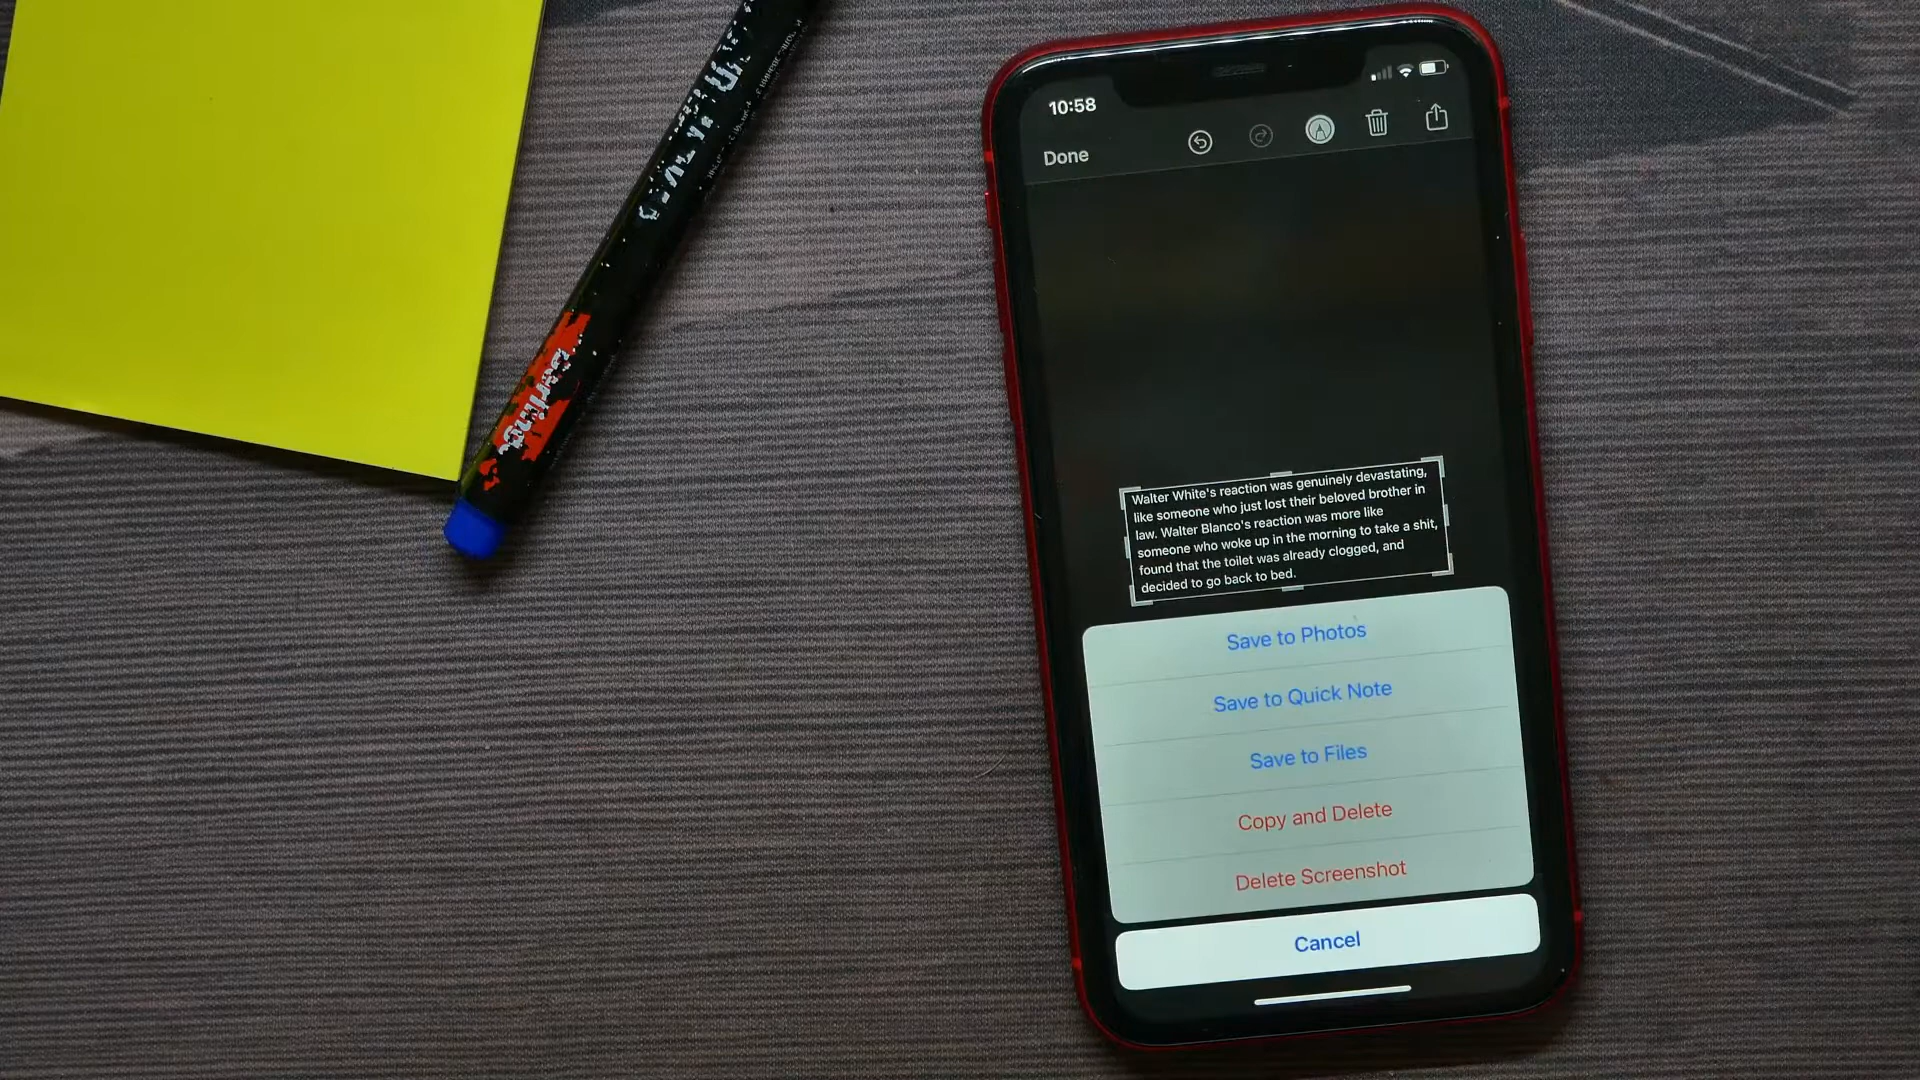 10:58
Done
Walter White's reaction was genuinely devastating,
like someone who just lost their beloved brother in
law. Walter Blanco's reaction was more like
someone who woke up in the morning to take a shit,
found that the toilet was already clogged, and
decided to go back to bed.
Save to Photos
Save to Quick Note
Save to Files
Copy and Delete
Delete Screenshot
Cancel